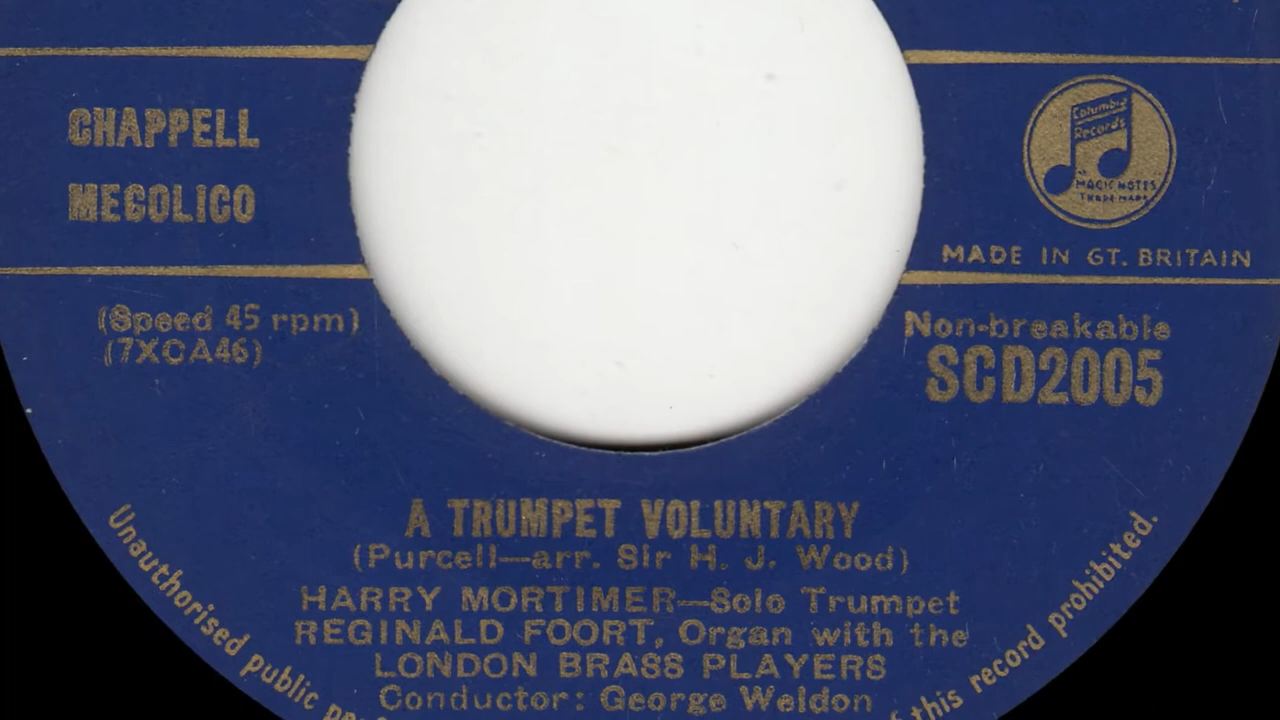 CHAPPELL
MECOLICO
Columbia
Records
MAGIC NOTES
TRADE MARK
MADE IN GT. BRITAIN
(Speed 45 rpm)
(7XCA46)
Non-breakable
SCD2005
A TRUMPET VOLUNTARY
(Purcell—arr. Sir H. J. Wood)
HARRY MORTIMER—Solo Trumpet
REGINALD FOORT, Organ with the
LONDON BRASS PLAYERS
Conductor: George Weldon
Unauthorised public
this record prohibited.